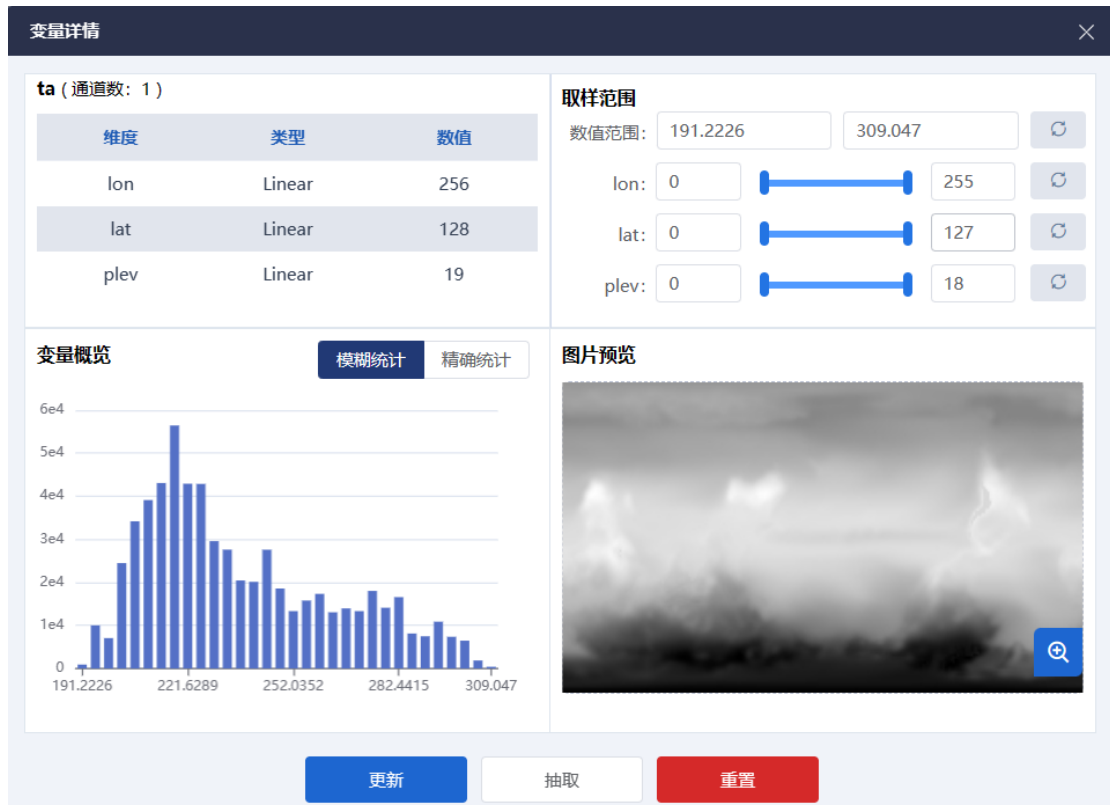 变量详情
ta ( 通道数：1 )
维度 类型 数值
lon Linear 256
lat Linear 128
plev Linear 19
取样范围
数值范围: 191.2226 309.047
lon: 0 255
lat: 0 127
plev: 0 18
变量概览 模糊统计 精确统计
6e4
5e4
4e4
3e4
2e4
1e4
0
191.2226 221.6289 252.0352 282.4415 309.047
图片预览
更新 抽取 重置